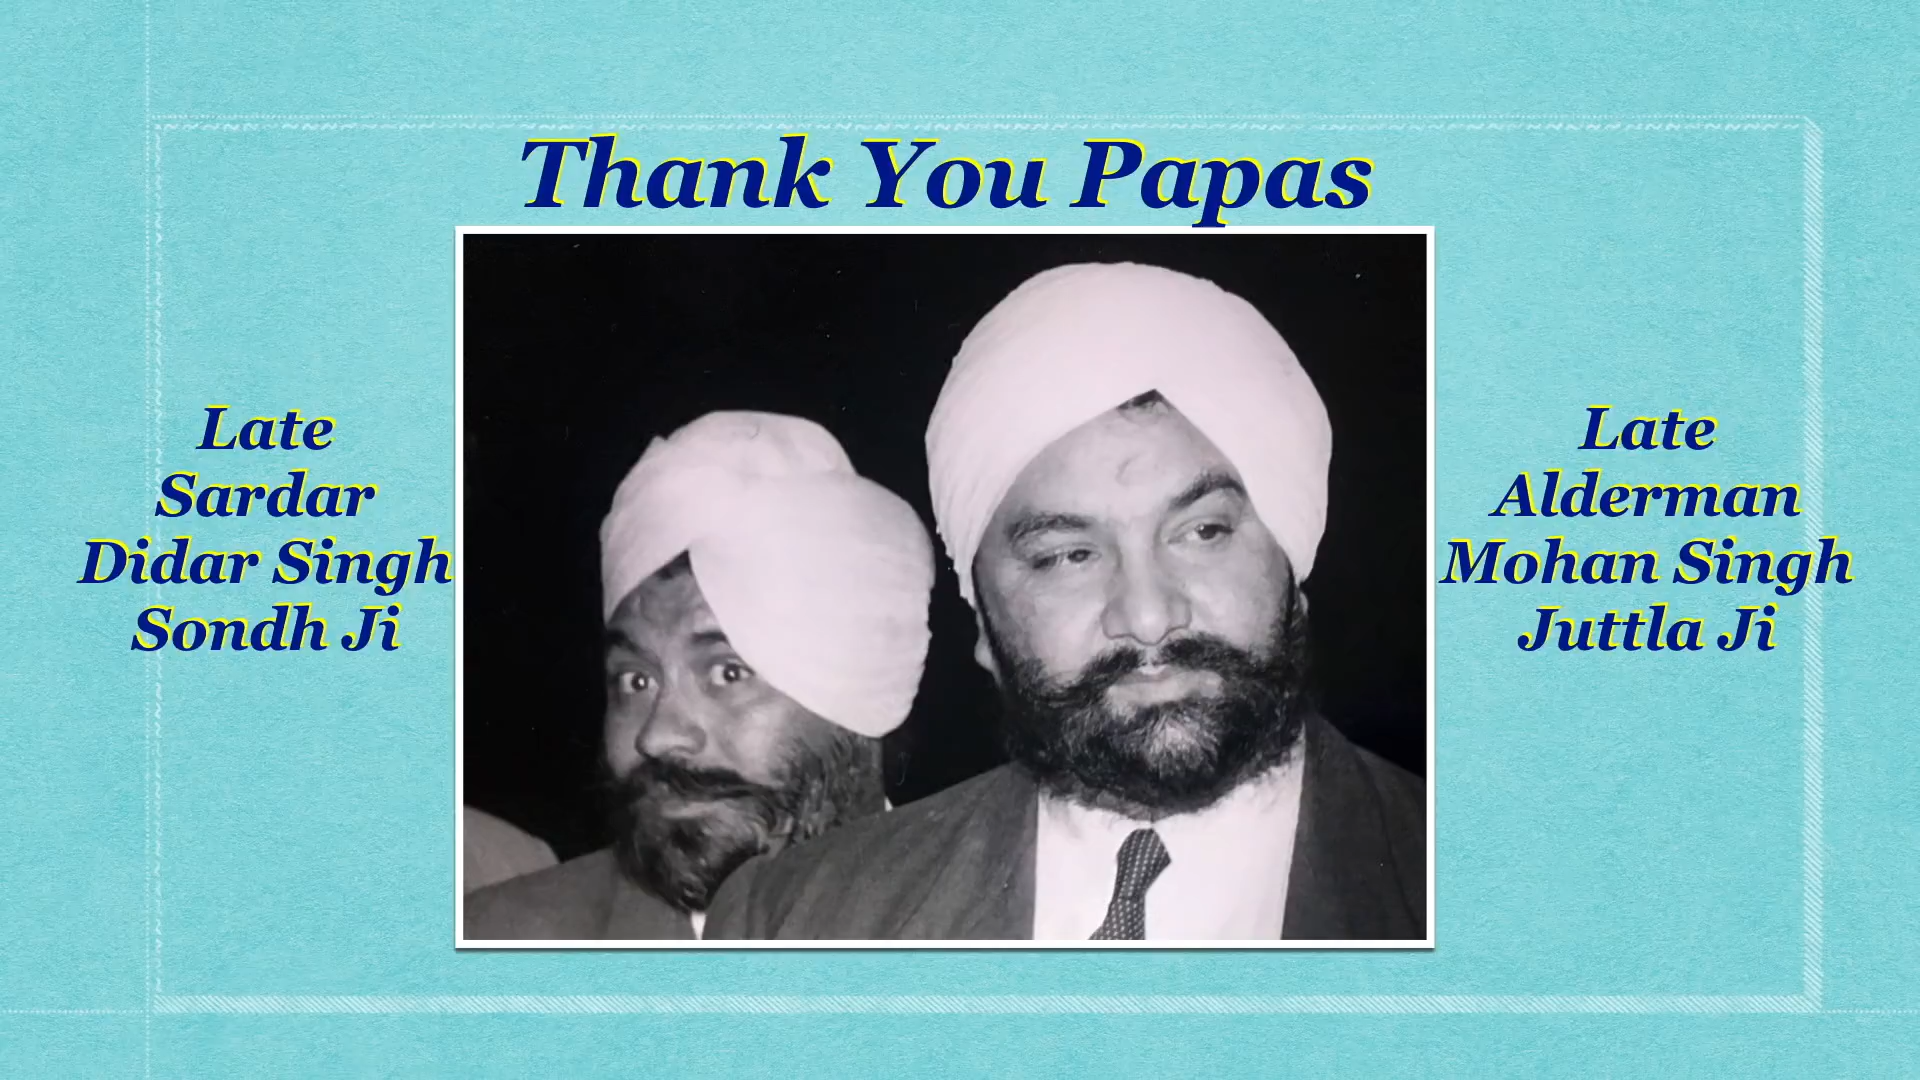 Thank You Papas
Late
Sardar
Didar Singh
Sondh Ji
Late
Alderman
Mohan Singh
Juttla Ji